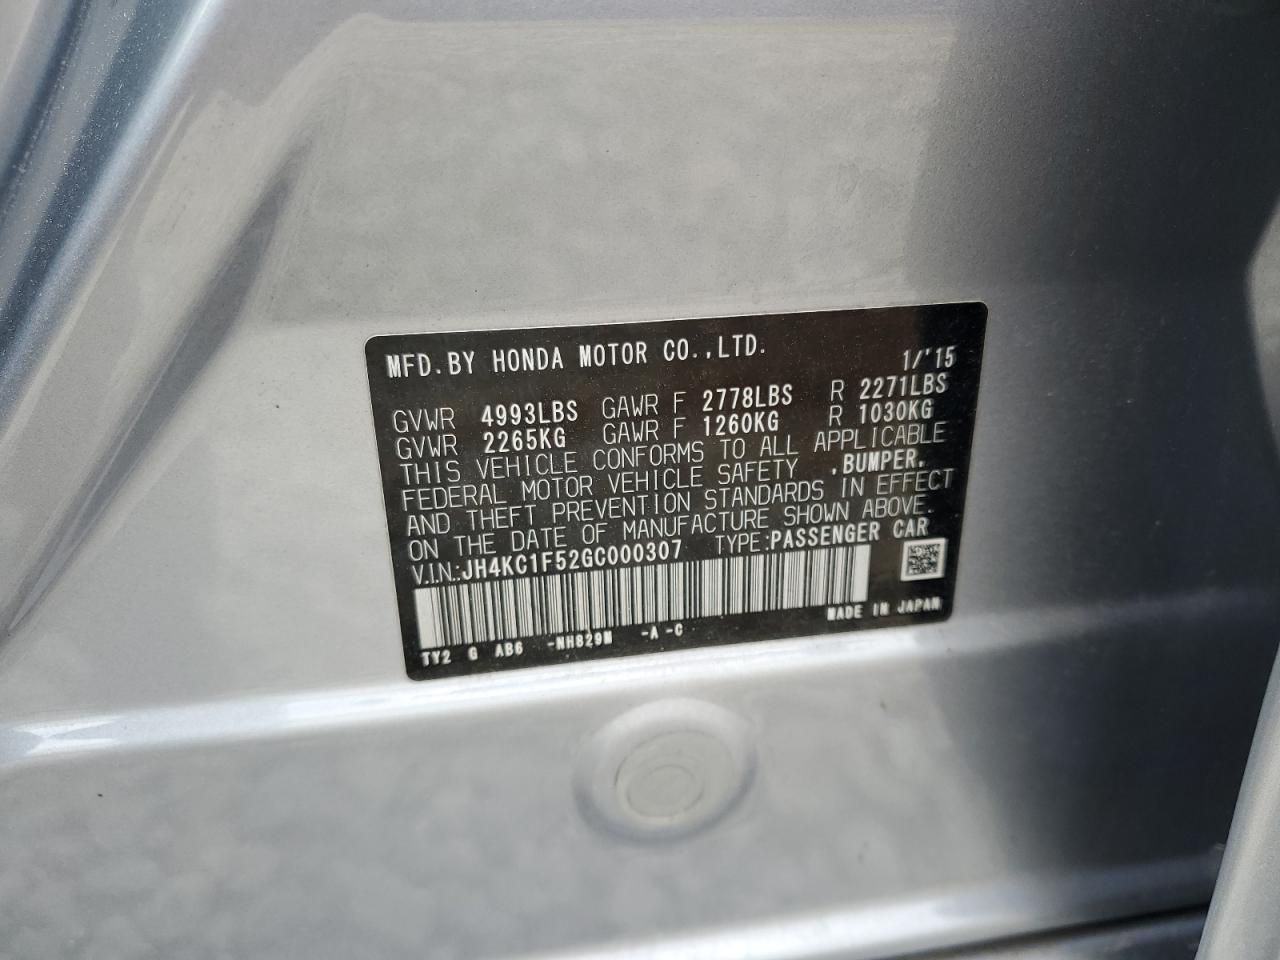 MFD.BY HONDA MOTOR CO.,LTD. 1/'15
GVWR 4993LBS GAWR F 2778LBS R 2271LBS
GVWR 2265KG GAWR F 1260KG R 1030KG
THIS VEHICLE CONFORMS TO ALL APPLICABLE
FEDERAL MOTOR VEHICLE SAFETY ,BUMPER,
AND THEFT PREVENTION STANDARDS IN EFFECT
ON THE DATE OF MANUFACTURE SHOWN ABOVE.
V.I.N.:JH4KC1F52GC000307 TYPE:PASSENGER CAR
MADE IN JAPAN
TY2 G AB6 -NH829M -A -C